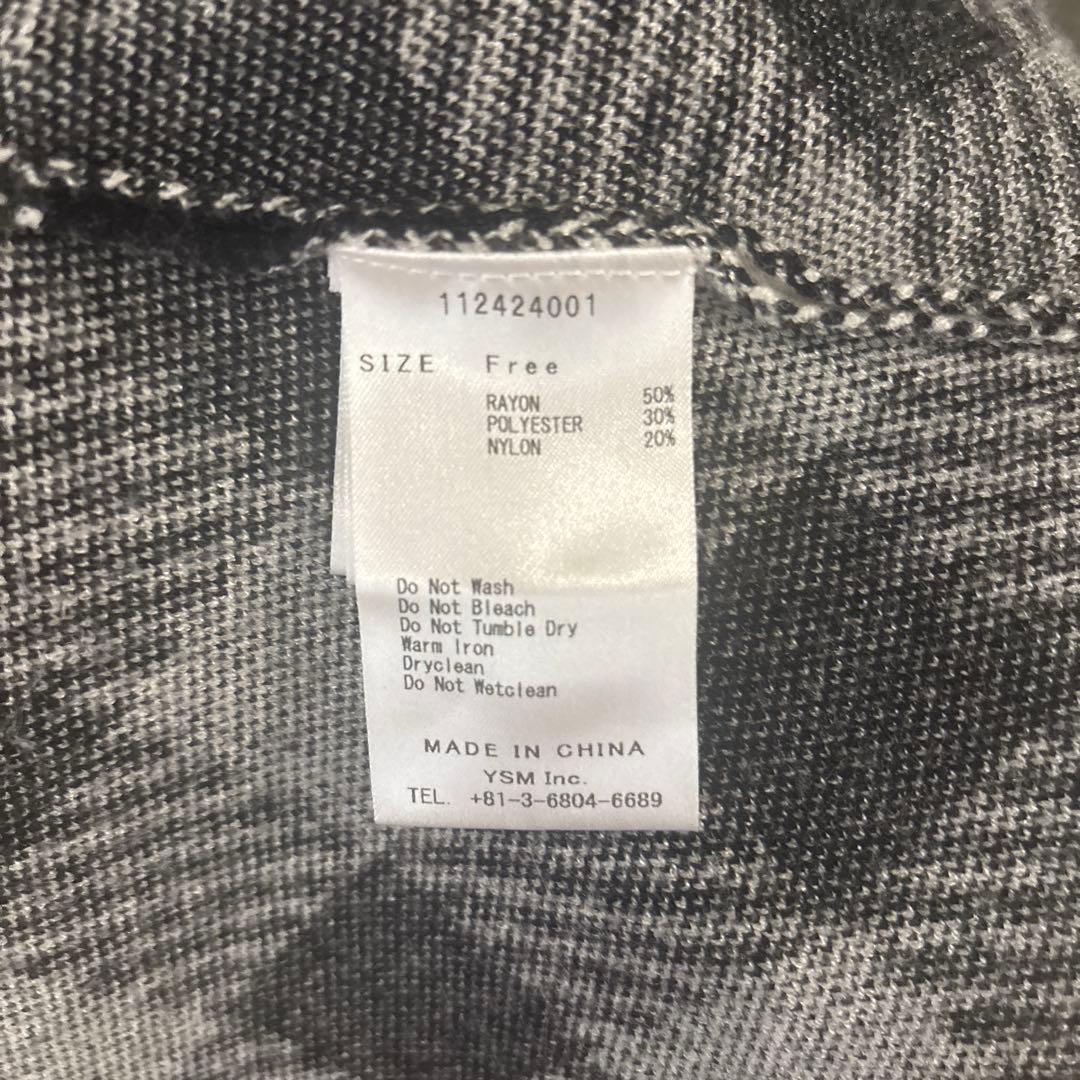 112424001
SIZE Free
RAYON 50%
POLYESTER 30%
NYLON 20%
Do Not Wash
Do Not Bleach
Do Not Tumble Dry
Warm Iron
Dryclean
Do Not Wetclean
MADE IN CHINA
YSM Inc.
TEL. +81-3-6804-6689